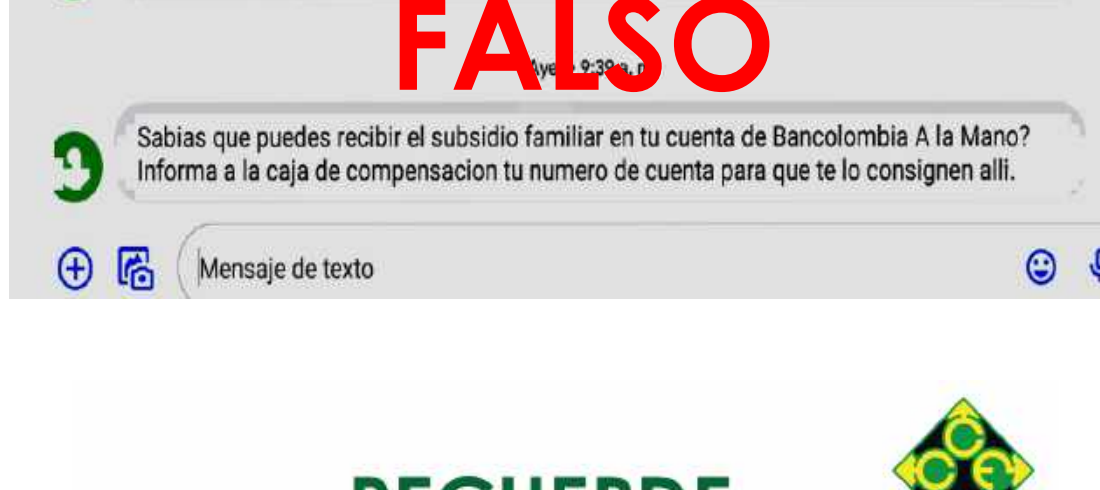 FALSO
Sabias que puedes recibir el subsidio familiar en tu cuenta de Bancolombia A la Mano?
Informa a la caja de compensacion tu numero de cuenta para que te lo consignen alli.
Mensaje de texto
RECUERDE